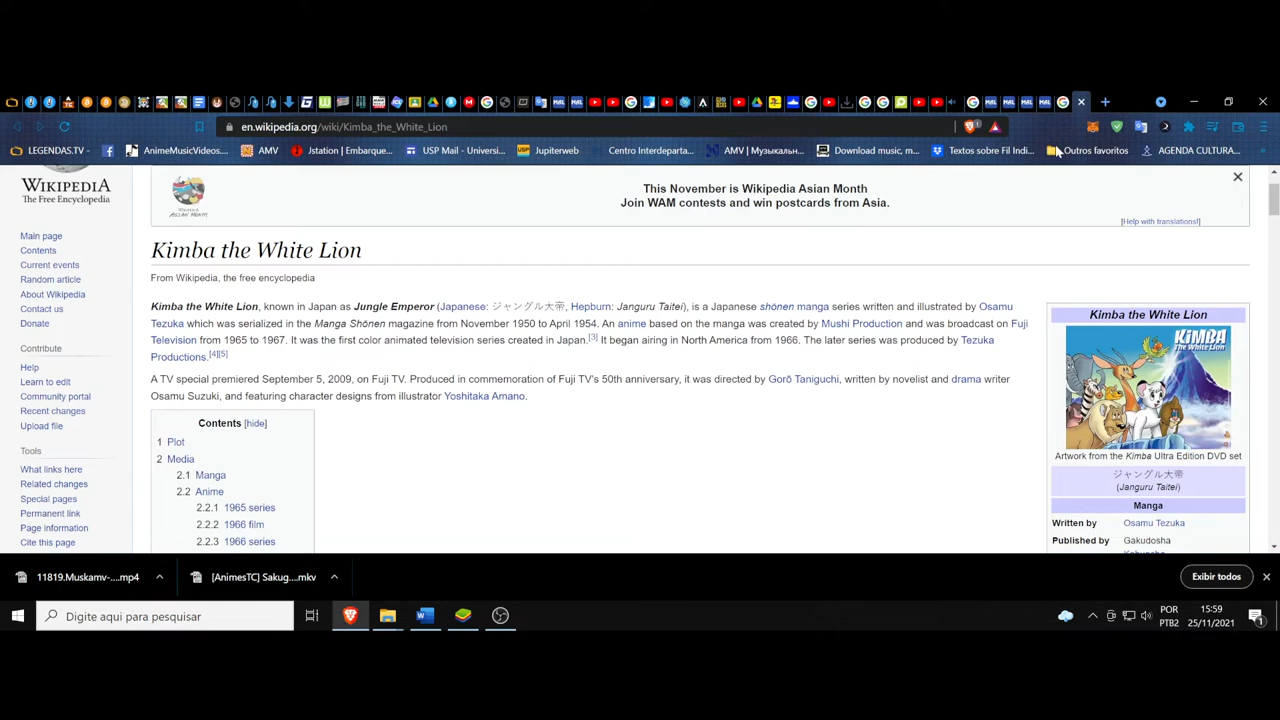 en.wikipedia.org/wiki/Kimba_the_White_Lion
LEGENDAS.TV - AnimeMusicVideos... AMV Jstation | Embarque... USP Mail - Universi... Jupiterweb Centro Interdeparta... AMV | Музыкальн... Download music, m... Textos sobre Fil Indi... Outros favoritos AGENDA CULTURA...
WIKIPEDIA
The Free Encyclopedia
Main page
Contents
Current events
Random article
About Wikipedia
Contact us
Donate
Contribute
Help
Learn to edit
Community portal
Recent changes
Upload file
Tools
What links here
Related changes
Special pages
Permanent link
Page information
Cite this page
This November is Wikipedia Asian Month
Join WAM contests and win postcards from Asia.
[Help with translations!]
Kimba the White Lion
From Wikipedia, the free encyclopedia
Kimba the White Lion, known in Japan as Jungle Emperor (Japanese: ジャングル大帝, Hepburn: Janguru Taitei), is a Japanese shōnen manga series written and illustrated by Osamu
Tezuka which was serialized in the Manga Shōnen magazine from November 1950 to April 1954. An anime based on the manga was created by Mushi Production and was broadcast on Fuji
Television from 1965 to 1967. It was the first color animated television series created in Japan.[3] It began airing in North America from 1966. The later series was produced by Tezuka
Productions.[4][5]
A TV special premiered September 5, 2009, on Fuji TV. Produced in commemoration of Fuji TV's 50th anniversary, it was directed by Gorō Taniguchi, written by novelist and drama writer
Osamu Suzuki, and featuring character designs from illustrator Yoshitaka Amano.
Contents [hide]
1 Plot
2 Media
2.1 Manga
2.2 Anime
2.2.1 1965 series
2.2.2 1966 film
2.2.3 1966 series
Kimba the White Lion
KIMBA
THE WHITE LION
Artwork from the Kimba Ultra Edition DVD set
ジャングル大帝
(Janguru Taitei)
Manga
Written by Osamu Tezuka
Published by Gakudosha
11819.Muskamv-....mp4 [AnimesTC] Sakug....mkv Exibir todos
Digite aqui para pesquisar
POR
PTB2
15:59
25/11/2021